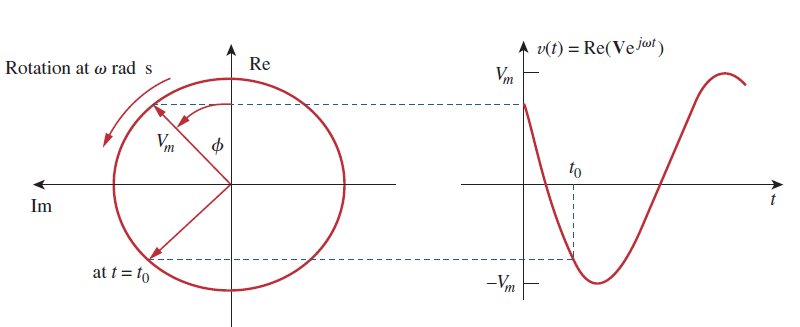 v(t) = Re(Ve^{jωt})
Re
Rotation at ω rad s
V_m
V_m
ϕ
t_0
Im
t
at t = t_0
–V_m